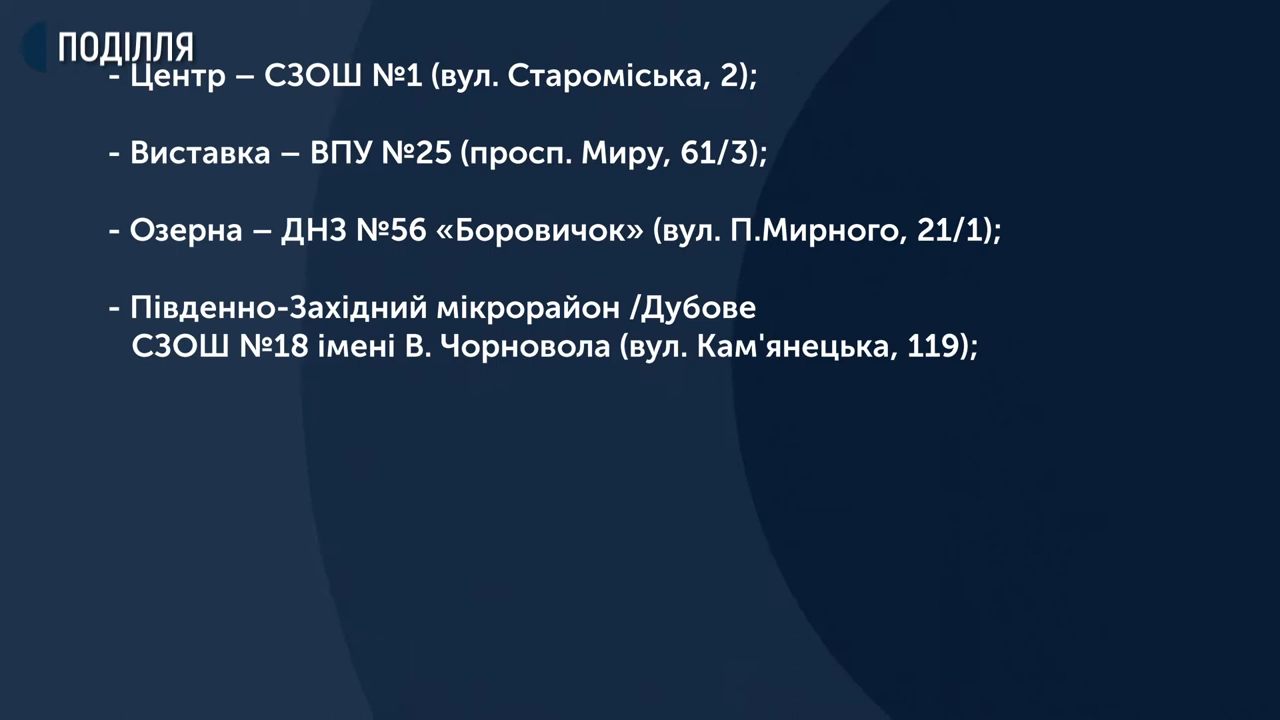 ПОДІЛЛЯ
- Центр – СЗОШ №1 (вул. Староміська, 2);
- Виставка – ВПУ №25 (просп. Миру, 61/3);
- Озерна – ДНЗ №56 «Боровичок» (вул. П.Мирного, 21/1);
- Південно-Західний мікрорайон /Дубове
СЗОШ №18 імені В. Чорновола (вул. Кам'янецька, 119);